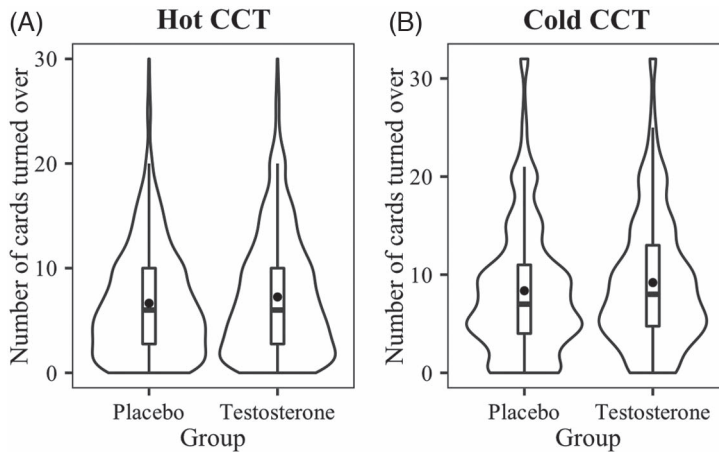 (A)
Hot CCT
Number of cards turned over
30
20
10
0
Placebo
Testosterone
Group
(B)
Cold CCT
Number of cards turned over
30
20
10
0
Placebo
Testosterone
Group